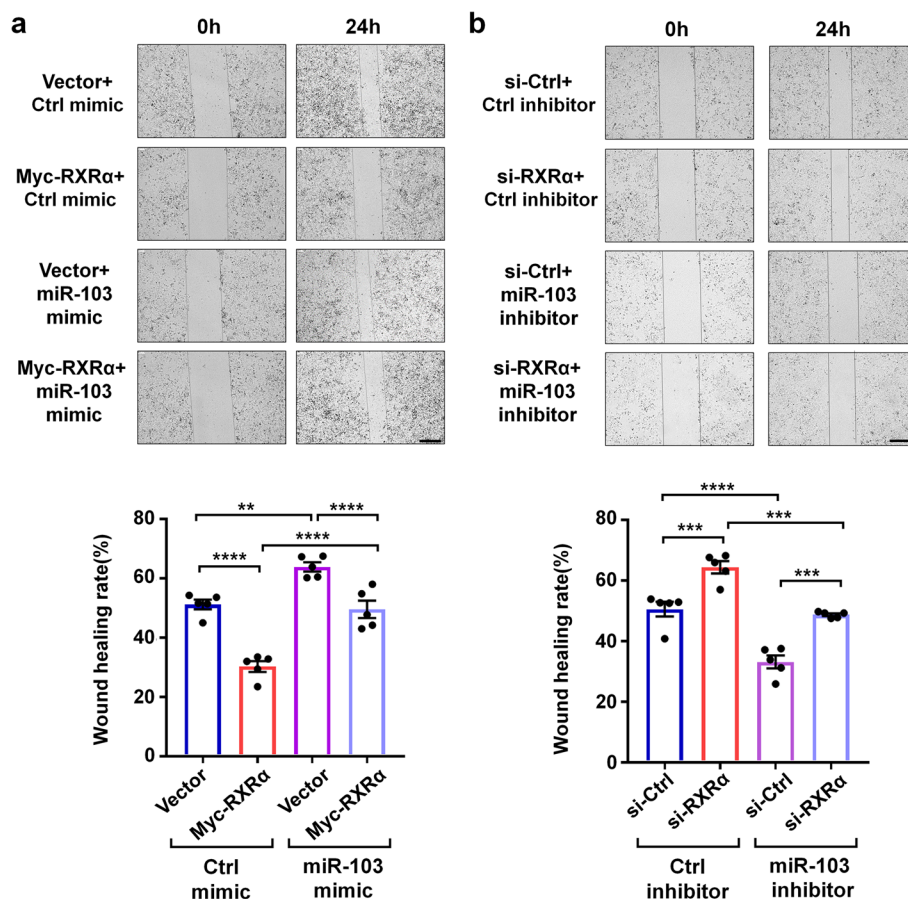 a
0h
24h
Vector+
Ctrl mimic
Myc-RXRα+
Ctrl mimic
Vector+
miR-103
mimic
Myc-RXRα+
miR-103
mimic
Wound healing rate(%)
80
60
40
20
0
**
****
****
****
Vector
Myc-RXRα
Vector
Myc-RXRα
Ctrl
mimic
miR-103
mimic
b
0h
24h
si-Ctrl+
Ctrl inhibitor
si-RXRα+
Ctrl inhibitor
si-Ctrl+
miR-103
inhibitor
si-RXRα+
miR-103
inhibitor
Wound healing rate(%)
80
60
40
20
0
****
***
***
***
si-Ctrl
si-RXRα
si-Ctrl
si-RXRα
Ctrl
inhibitor
miR-103
inhibitor